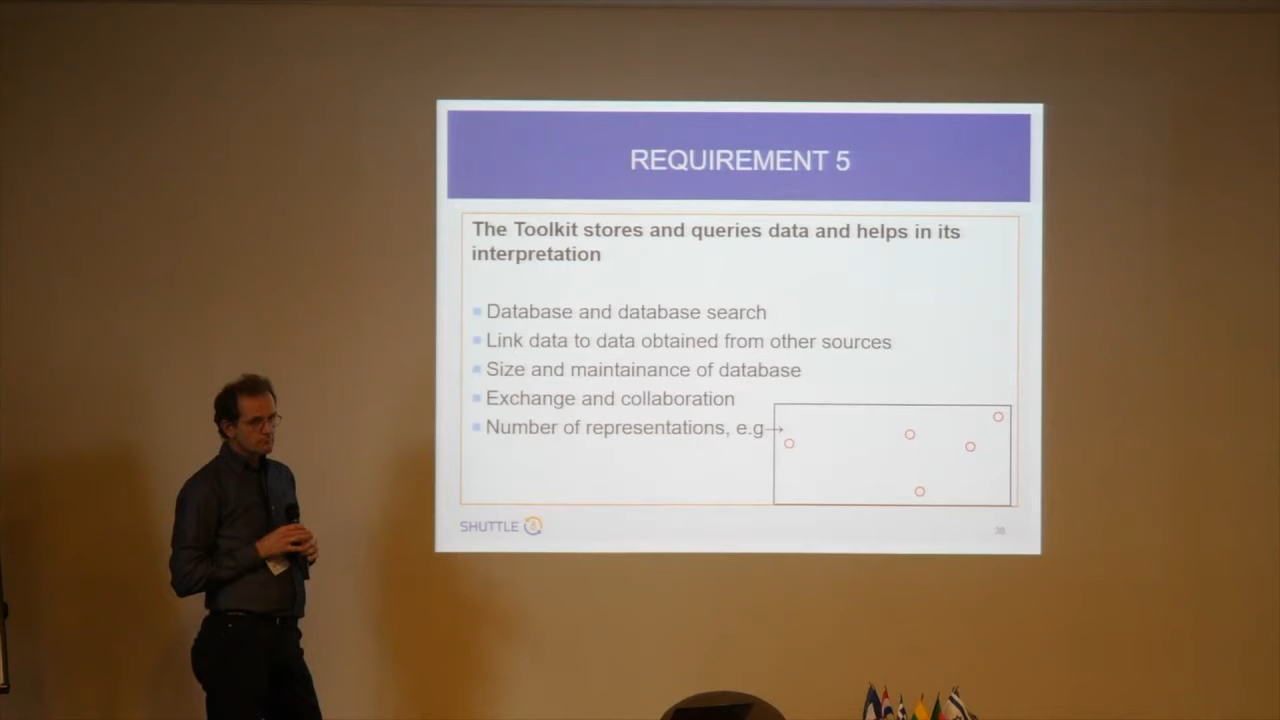 REQUIREMENT 5
The Toolkit stores and queries data and helps in its
interpretation
Database and database search
Link data to data obtained from other sources
Size and maintainance of database
Exchange and collaboration
Number of representations, e.g→
SHUTTLE
38